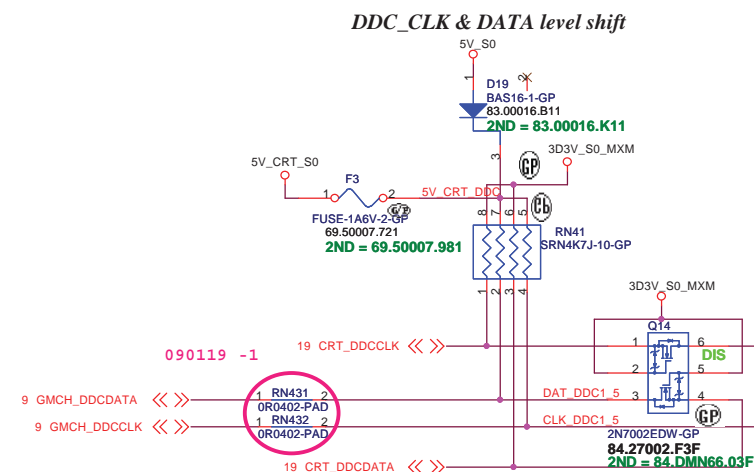 DDC_CLK & DATA level shift
5V_S0
1
2
D19
BAS16-1-GP
83.00016.B11
2ND = 83.00016.K11
3
GP
3D3V_S0_MXM
5V_CRT_S0
F3
1
2
5V_CRT_DDC
FUSE-1A6V-2-GP
69.50007.721
2ND = 69.50007.981
8
7
6
5
RN41
SRN4K7J-10-GP
1
2
3
4
3D3V_S0_MXM
Q14
090119 -1
19 CRT_DDCCLK
1
6
DIS
2
5
9 GMCH_DDCDATA
1 RN431 2
0R0402-PAD
DAT_DDC1_5
3
4
GP
9 GMCH_DDCCLK
1 RN432 2
0R0402-PAD
CLK_DDC1_5
2N7002EDW-GP
84.27002.F3F
2ND = 84.DMN66.03F
19 CRT_DDCDATA